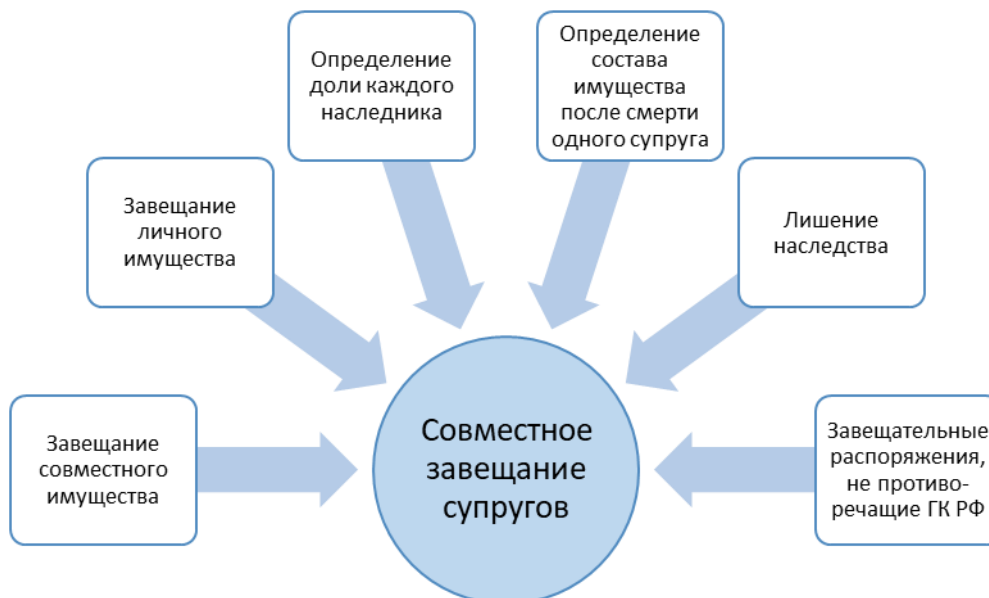 Завещание
совместного
имущества
Завещание
личного
имущества
Определение
доли каждого
наследника
Определение
состава
имущества
после смерти
одного супруга
Лишение
наследства
Завещательные
распоряжения,
не противо-
речащие ГК РФ
Совместное
завещание
супругов